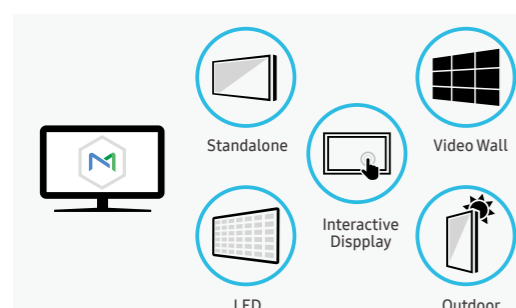 Standalone
Video Wall
Interactive
Dispplay
LED
Outdoor